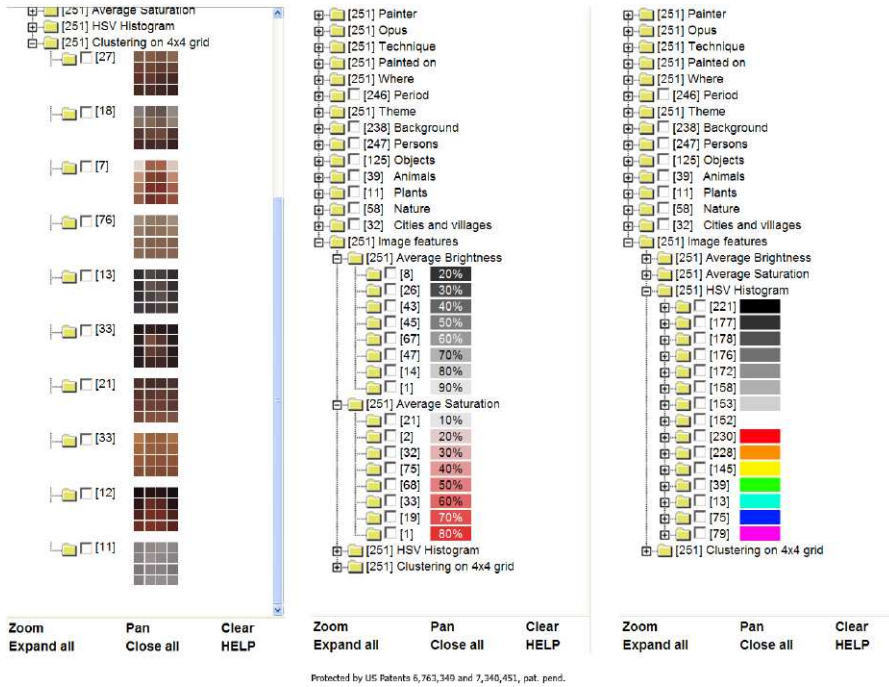 [251] Average Saturation
[251] HSV Histogram
[251] Clustering on 4x4 grid
[27]
[18]
[7]
[76]
[13]
[33]
[21]
[33]
[12]
[11]
Zoom Pan Clear
Expand all Close all HELP
[251] Painter
[251] Opus
[251] Technique
[251] Painted on
[251] Where
[246] Period
[251] Theme
[238] Background
[247] Persons
[125] Objects
[39] Animals
[11] Plants
[58] Nature
[32] Cities and villages
[251] Image features
[251] Average Brightness
[8] 20%
[26] 30%
[43] 40%
[45] 50%
[67] 60%
[47] 70%
[14] 80%
[1] 90%
[251] Average Saturation
[21] 10%
[2] 20%
[32] 30%
[75] 40%
[68] 50%
[33] 60%
[19] 70%
[1] 80%
[251] HSV Histogram
[251] Clustering on 4x4 grid
Zoom Pan Clear
Expand all Close all HELP
[251] Painter
[251] Opus
[251] Technique
[251] Painted on
[251] Where
[246] Period
[251] Theme
[238] Background
[247] Persons
[125] Objects
[39] Animals
[11] Plants
[58] Nature
[32] Cities and villages
[251] Image features
[251] Average Brightness
[251] Average Saturation
[251] HSV Histogram
[221]
[177]
[178]
[176]
[172]
[158]
[153]
[152]
[230]
[228]
[145]
[39]
[13]
[75]
[79]
[251] Clustering on 4x4 grid
Zoom Pan Clear
Expand all Close all HELP
Protected by US Patents 6,763,349 and 7,340,451, pat. pend.